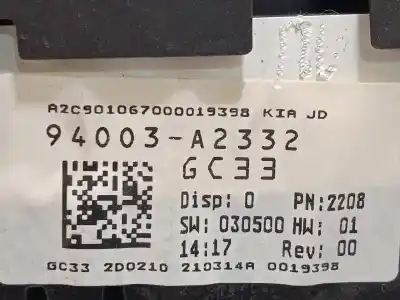 A2C9010670000019398 KIA JD
94003-A2332
GC33
Disp: 0 PN:2208
SW: 030500 HW: 01
14:17 Rev: 00
GC33 2D0210 210314A 0019398